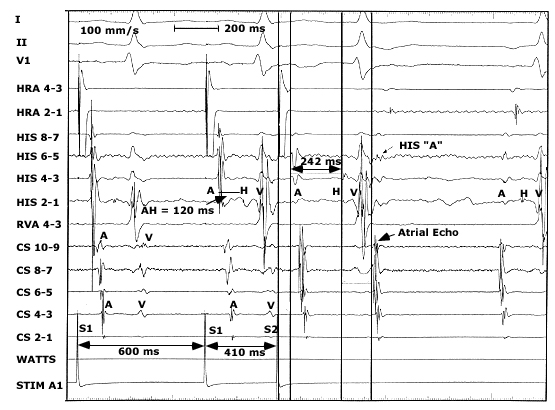 I
100 mm/s
200 ms
II
V1
HRA 4-3
HRA 2-1
HIS 8-7
HIS "A"
HIS 6-5
242 ms
HIS 4-3
A H V A H V A H V
HIS 2-1
AH = 120 ms
RVA 4-3
Atrial Echo
A V
CS 10-9
CS 8-7
CS 6-5
A V A V
CS 4-3
S1 S1 S2
CS 2-1
600 ms 410 ms
WATTS
STIM A1